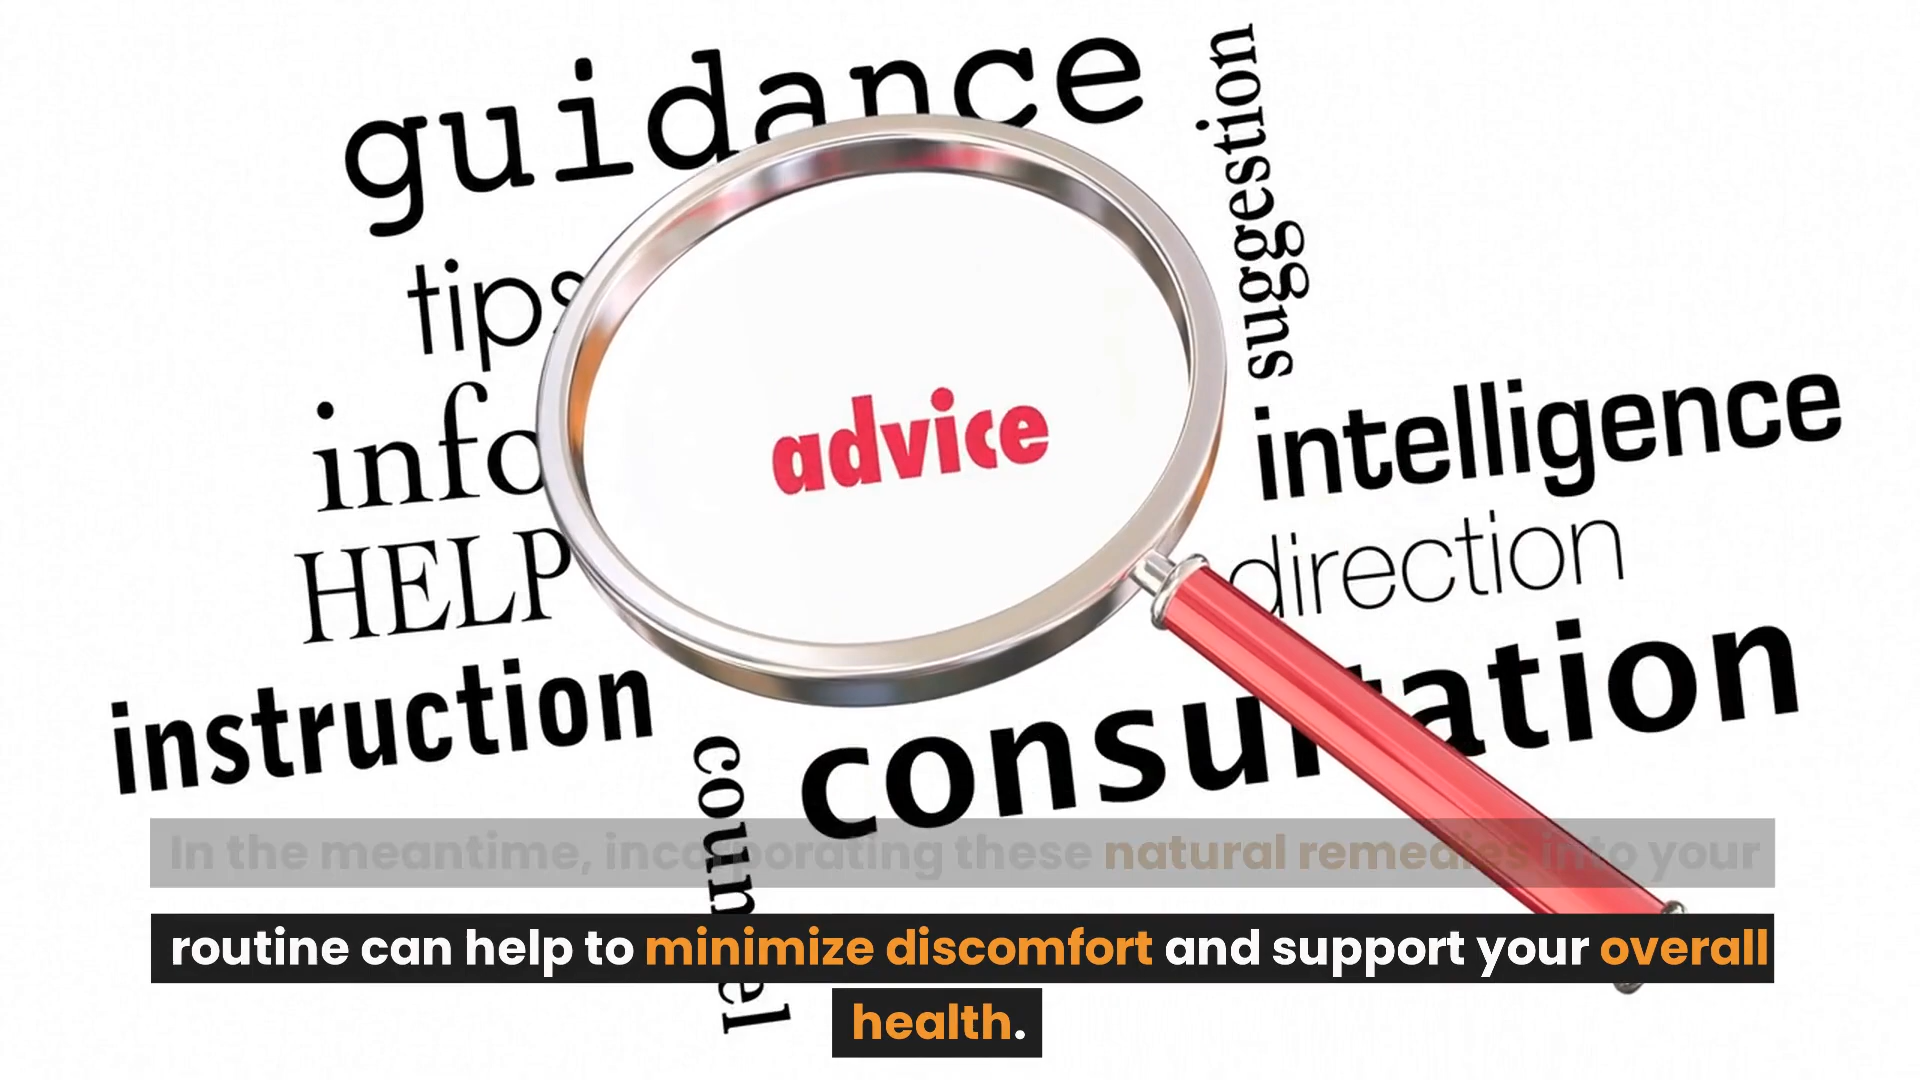 guidance
suggestion
tips
advice
info
intelligence
HELP
direction
instruction
consultation
counsel
In the meantime, incorporating these natural remedies into your
routine can help to minimize discomfort and support your overall
health.